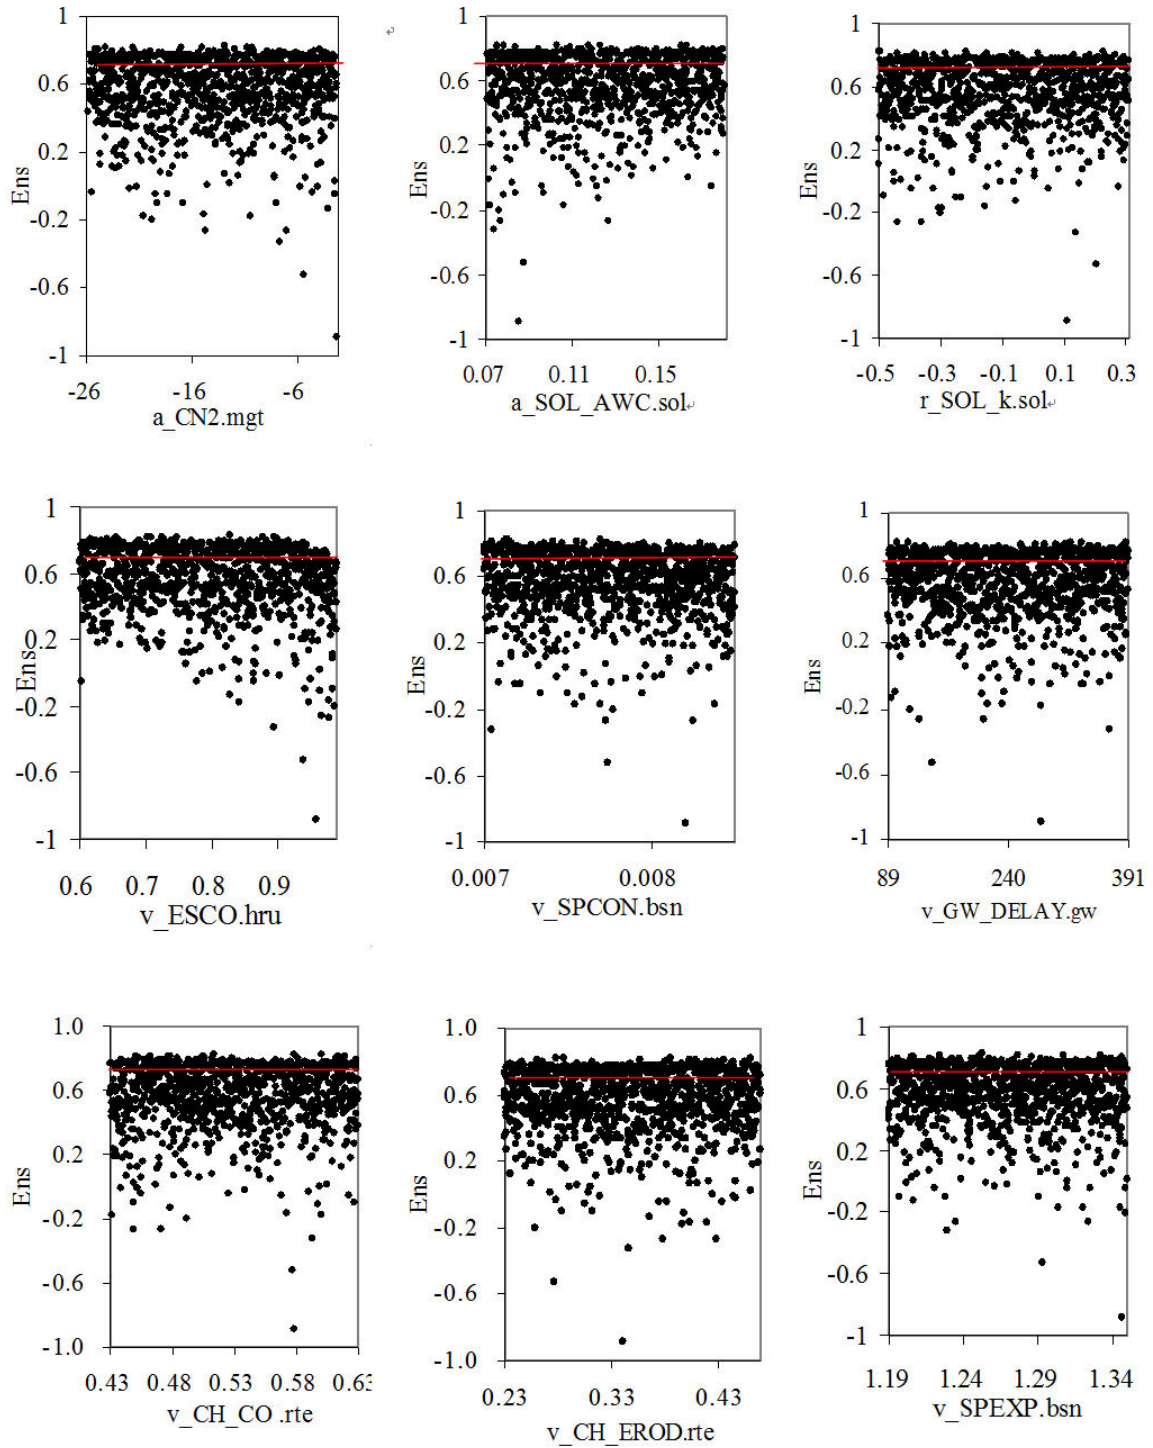 1 1 1
0.6 0.6 0.6
0.2 0.2 0.2
Ens Ens Ens
-0.2 -0.2 -0.2
-0.6 -0.6 -0.6
-1 -1 -1
-26 -16 -6 0.07 0.11 0.15 -0.5 -0.3 -0.1 0.1 0.3
a_CN2.mgt a_SOL_AWC.sol r_SOL_k.sol
1 1 1
0.6 0.6 0.6
0.2 0.2 0.2
Ens Ens Ens
-0.2 -0.2 -0.2
-0.6 -0.6 -0.6
-1 -1 -1
0.6 0.7 0.8 0.9 0.007 0.008 89 240 391
v_ESCO.hru v_SPCON.bsn v_GW_DELAY.gw
1.0 1.0 1
0.6 0.6 0.6
0.2 0.2 0.2
Ens Ens Ens
-0.2 -0.2 -0.2
-0.6 -0.6 -0.6
-1.0 -1.0 -1
0.43 0.48 0.53 0.58 0.63 0.23 0.33 0.43 1.19 1.24 1.29 1.34
v_CH_CO .rte v_CH_EROD.rte v_SPEXP.bsn